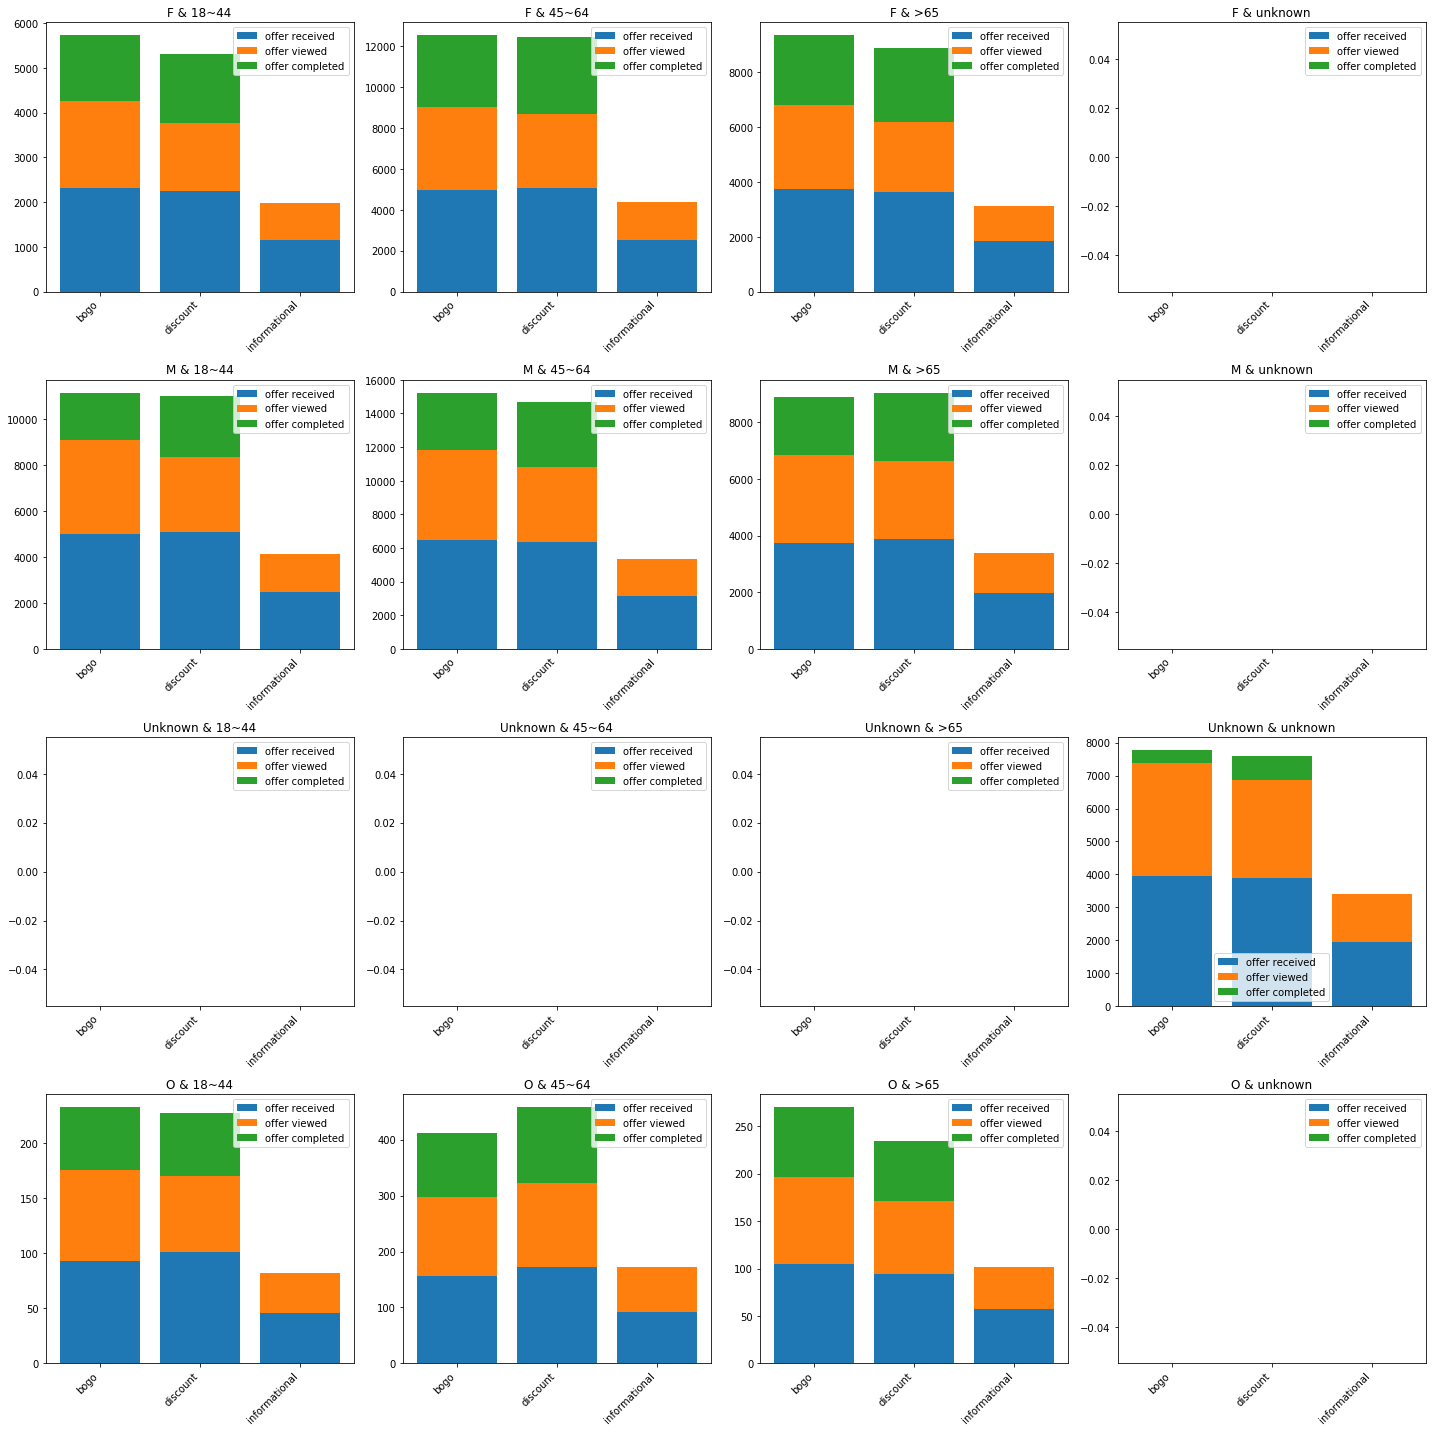 F & 18~44
6000
5000
4000
3000
2000
1000
0
offer received
offer viewed
offer completed
bogo
discount
informational
F & 45~64
12000
10000
8000
6000
4000
2000
0
offer received
offer viewed
offer completed
bogo
discount
informational
F & >65
8000
6000
4000
2000
0
offer received
offer viewed
offer completed
bogo
discount
informational
F & unknown
0.04
0.02
0.00
−0.02
−0.04
offer received
offer viewed
offer completed
bogo
discount
informational
M & 18~44
10000
8000
6000
4000
2000
0
offer received
offer viewed
offer completed
bogo
discount
informational
M & 45~64
16000
14000
12000
10000
8000
6000
4000
2000
0
offer received
offer viewed
offer completed
bogo
discount
informational
M & >65
8000
6000
4000
2000
0
offer received
offer viewed
offer completed
bogo
discount
informational
M & unknown
0.04
0.02
0.00
−0.02
−0.04
offer received
offer viewed
offer completed
bogo
discount
informational
Unknown & 18~44
0.04
0.02
0.00
−0.02
−0.04
offer received
offer viewed
offer completed
bogo
discount
informational
Unknown & 45~64
0.04
0.02
0.00
−0.02
−0.04
offer received
offer viewed
offer completed
bogo
discount
informational
Unknown & >65
0.04
0.02
0.00
−0.02
−0.04
offer received
offer viewed
offer completed
bogo
discount
informational
Unknown & unknown
8000
7000
6000
5000
4000
3000
2000
1000
0
offer received
offer viewed
offer completed
bogo
discount
informational
O & 18~44
200
150
100
50
0
offer received
offer viewed
offer completed
bogo
discount
informational
O & 45~64
400
300
200
100
0
offer received
offer viewed
offer completed
bogo
discount
informational
O & >65
250
200
150
100
50
0
offer received
offer viewed
offer completed
bogo
discount
informational
O & unknown
0.04
0.02
0.00
−0.02
−0.04
offer received
offer viewed
offer completed
bogo
discount
informational